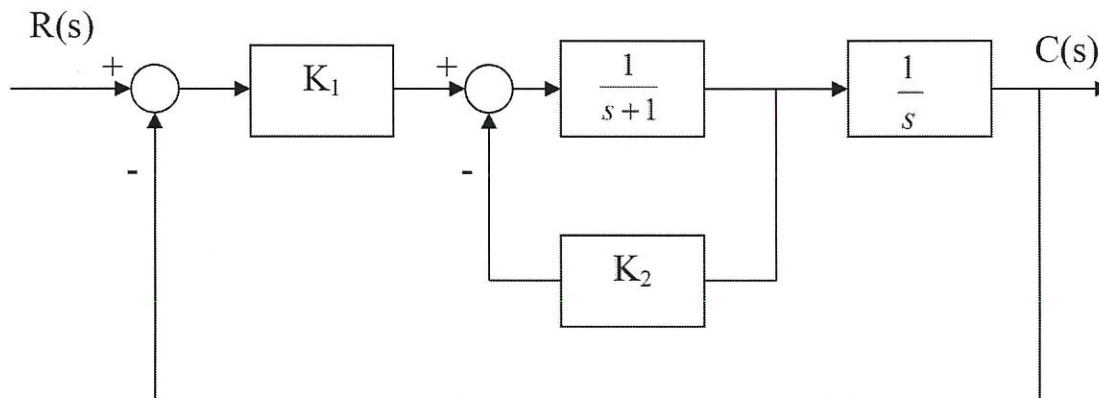 R(s)
+
K₁
+
1
s+1
1
s
C(s)
-
-
K₂